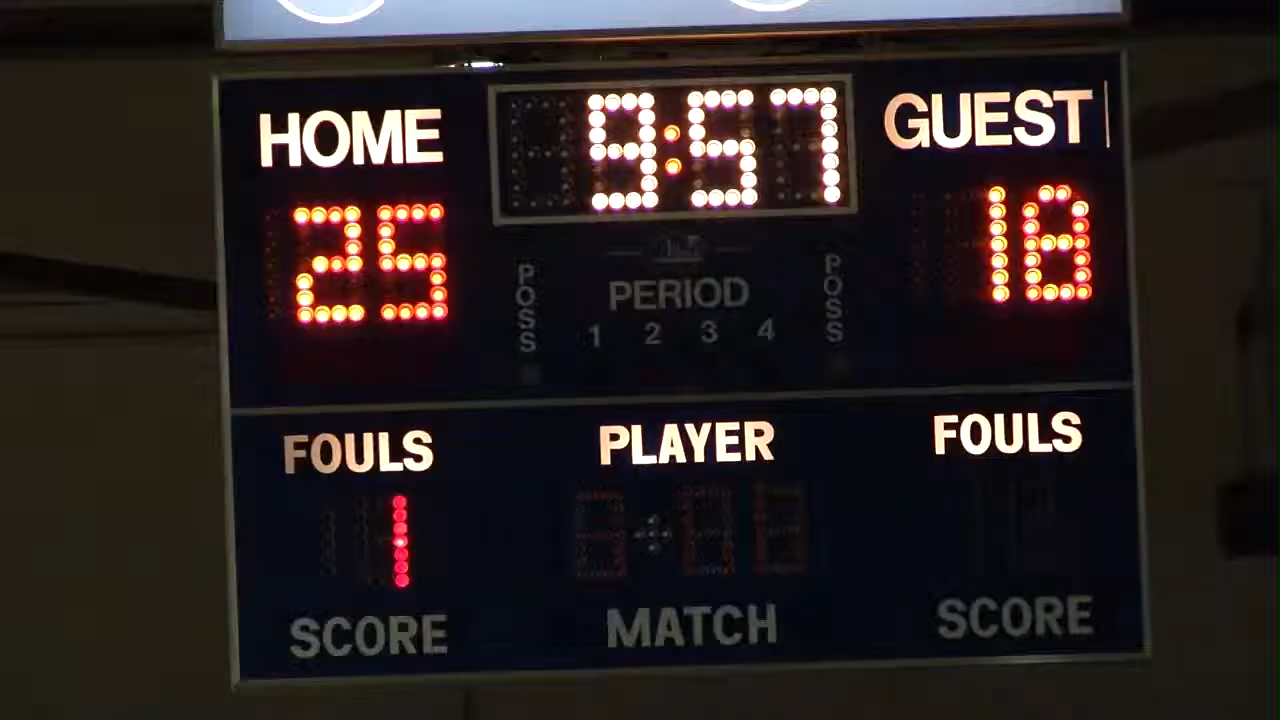 HOME 9:57 GUEST
25 18
POSS PERIOD POSS
1 2 3 4
FOULS PLAYER FOULS
1
SCORE MATCH SCORE